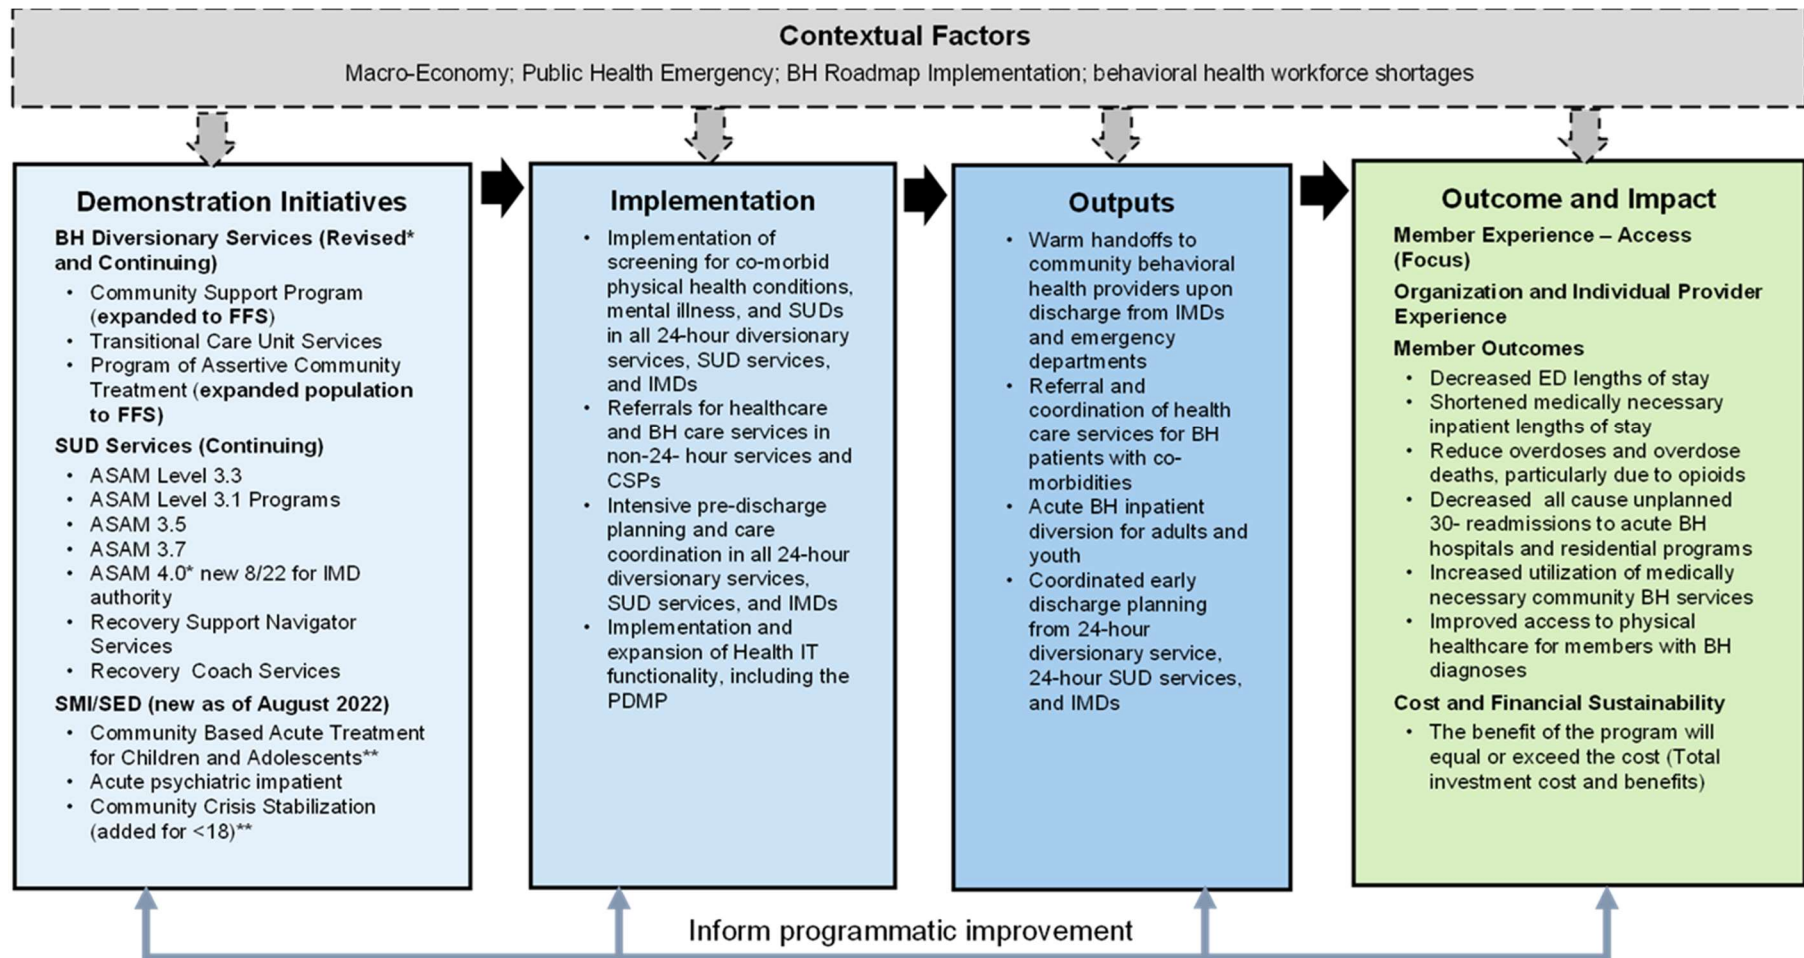 Contextual Factors
Macro-Economy; Public Health Emergency; BH Roadmap Implementation; behavioral health workforce shortages
Demonstration Initiatives
BH Diversionary Services (Revised*
and Continuing)
• Community Support Program
(expanded to FFS)
• Transitional Care Unit Services
• Program of Assertive Community
Treatment (expanded population
to FFS)
SUD Services (Continuing)
• ASAM Level 3.3
• ASAM Level 3.1 Programs
• ASAM 3.5
• ASAM 3.7
• ASAM 4.0* new 8/22 for IMD
authority
• Recovery Support Navigator
Services
• Recovery Coach Services
SMI/SED (new as of August 2022)
• Community Based Acute Treatment
for Children and Adolescents**
• Acute psychiatric impatient
• Community Crisis Stabilization
(added for <18)**
Implementation
• Implementation of
screening for co-morbid
physical health conditions,
mental illness, and SUDs
in all 24-hour diversionary
services, SUD services,
and IMDs
• Referrals for healthcare
and BH care services in
non-24- hour services and
CSPs
• Intensive pre-discharge
planning and care
coordination in all 24-hour
diversionary services,
SUD services, and IMDs
• Implementation and
expansion of Health IT
functionality, including the
PDMP
Outputs
• Warm handoffs to
community behavioral
health providers upon
discharge from IMDs
and emergency
departments
• Referral and
coordination of health
care services for BH
patients with co-
morbidities
• Acute BH inpatient
diversion for adults and
youth
• Coordinated early
discharge planning
from 24-hour
diversionary service,
24-hour SUD services,
and IMDs
Outcome and Impact
Member Experience – Access
(Focus)
Organization and Individual Provider
Experience
Member Outcomes
• Decreased ED lengths of stay
• Shortened medically necessary
inpatient lengths of stay
• Reduce overdoses and overdose
deaths, particularly due to opioids
• Decreased all cause unplanned
30- readmissions to acute BH
hospitals and residential programs
• Increased utilization of medically
necessary community BH services
• Improved access to physical
healthcare for members with BH
diagnoses
Cost and Financial Sustainability
• The benefit of the program will
equal or exceed the cost (Total
investment cost and benefits)
Inform programmatic improvement